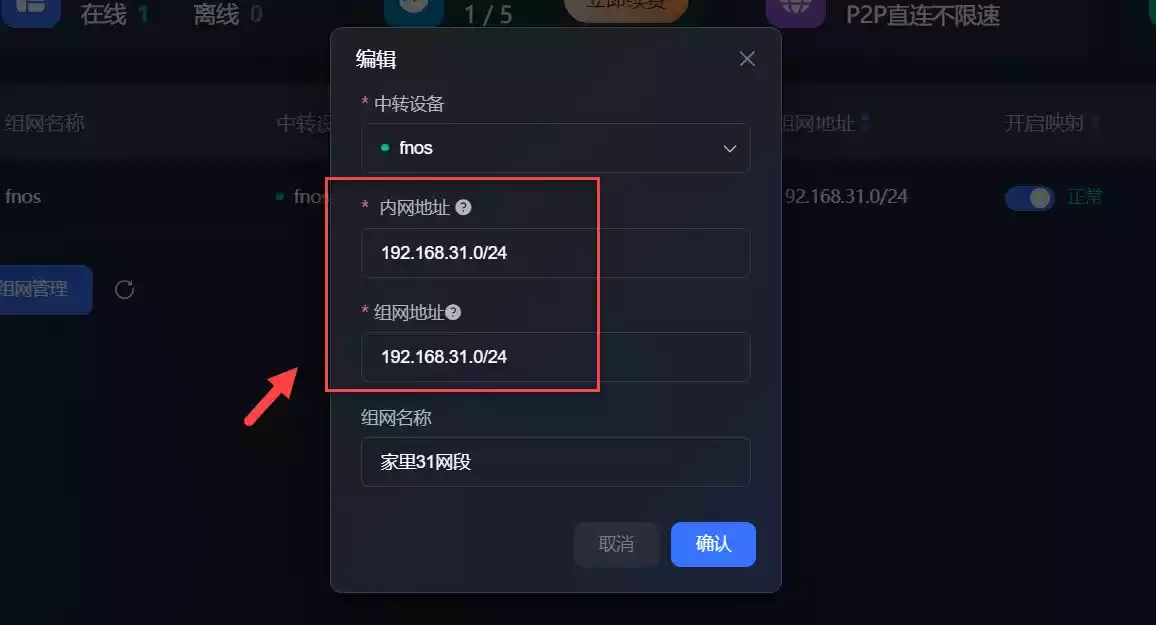 在线 1 离线 0 1 / 5 立即续费 P2P直连不限速
编辑
* 中转设备
组网名称 中转设 组网地址 开启映射
fnos
fnos fnos 92.168.31.0/24 正常
* 内网地址 ?
192.168.31.0/24
组网管理
* 组网地址 ?
192.168.31.0/24
组网名称
家里31网段
取消 确认